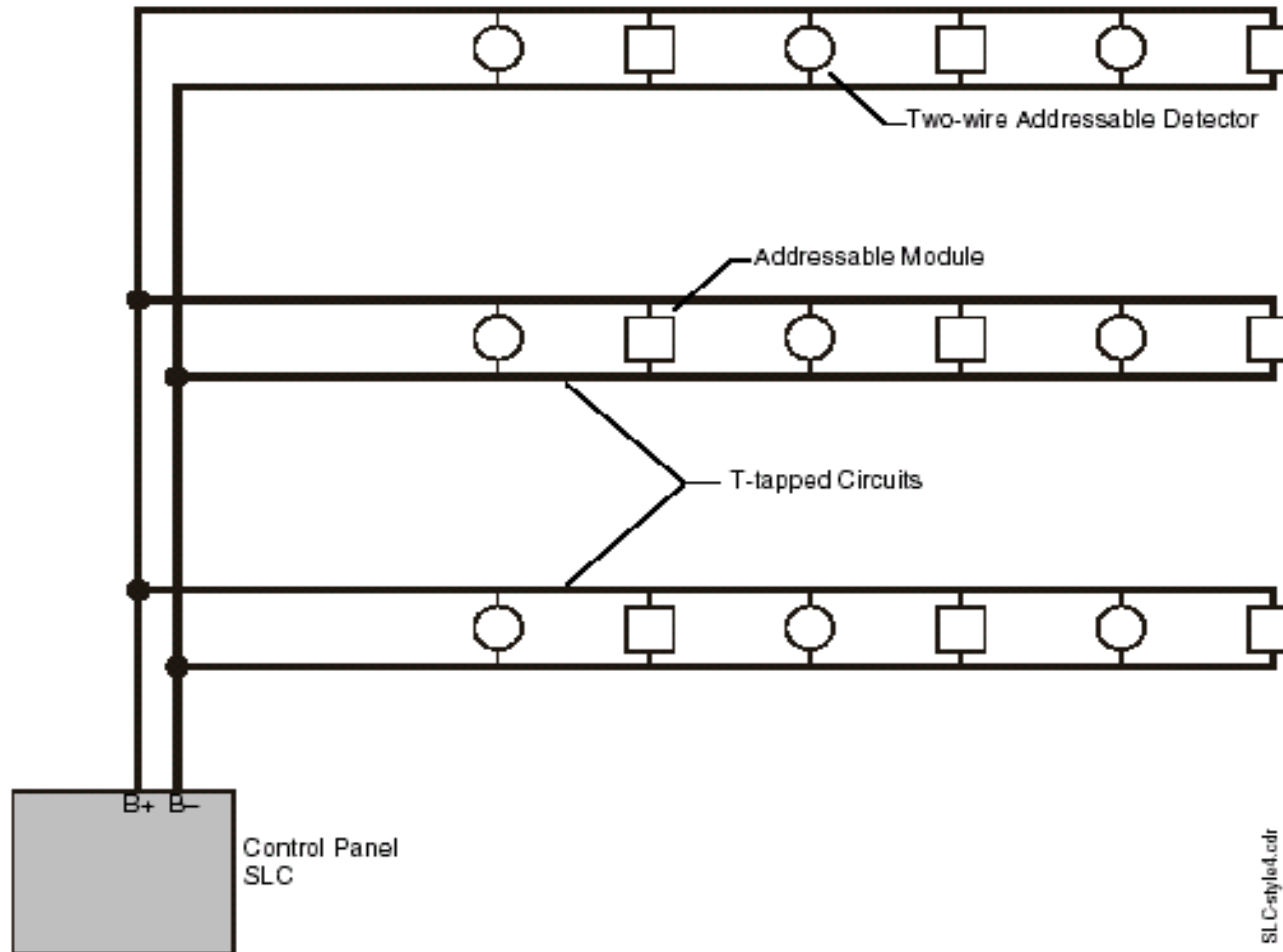 Two-wire Addressable Detector
Addressable Module
T-tapped Circuits
B+ B–
Control Panel
SLC
SLC-style4.cdr